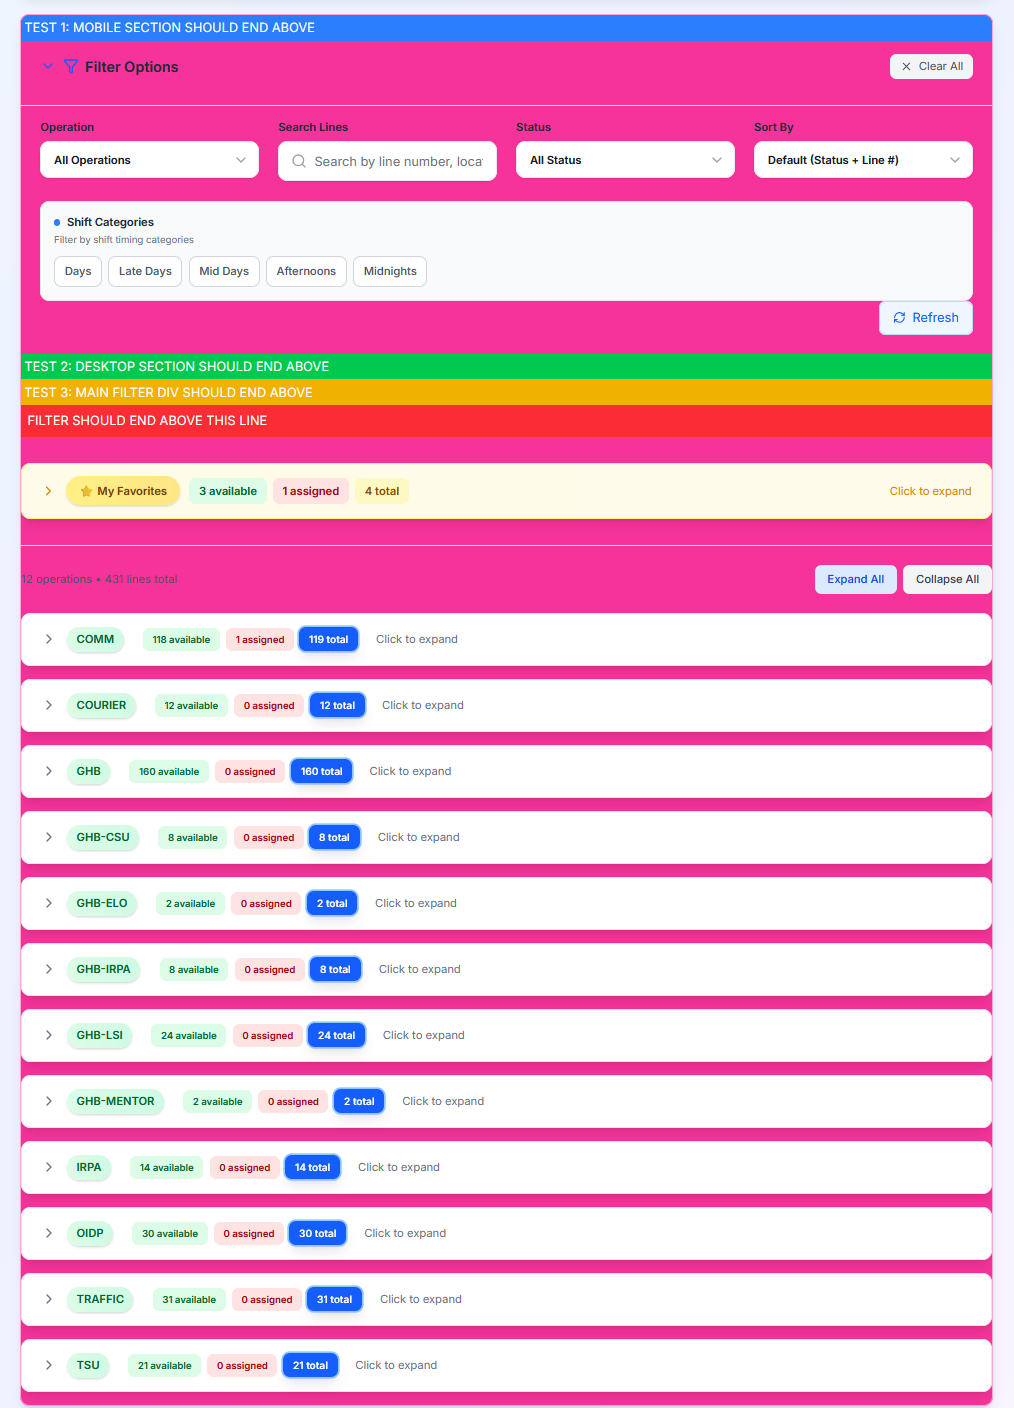 TEST 1: MOBILE SECTION SHOULD END ABOVE
Filter Options
Clear All
Operation
Search Lines
Status
Sort By
All Operations
Search by line number, loca
All Status
Default (Status + Line #)
Shift Categories
Filter by shift timing categories
Days
Late Days
Mid Days
Afternoons
Midnights
Refresh
TEST 2: DESKTOP SECTION SHOULD END ABOVE
TEST 3: MAIN FILTER DIV SHOULD END ABOVE
FILTER SHOULD END ABOVE THIS LINE
My Favorites 3 available 1 assigned 4 total Click to expand
12 operations • 431 lines total
Expand All
Collapse All
COMM 118 available 1 assigned 119 total Click to expand
COURIER 12 available 0 assigned 12 total Click to expand
GHB 160 available 0 assigned 160 total Click to expand
GHB-CSU 8 available 0 assigned 8 total Click to expand
GHB-ELO 2 available 0 assigned 2 total Click to expand
GHB-IRPA 8 available 0 assigned 8 total Click to expand
GHB-LSI 24 available 0 assigned 24 total Click to expand
GHB-MENTOR 2 available 0 assigned 2 total Click to expand
IRPA 14 available 0 assigned 14 total Click to expand
OIDP 30 available 0 assigned 30 total Click to expand
TRAFFIC 31 available 0 assigned 31 total Click to expand
TSU 21 available 0 assigned 21 total Click to expand